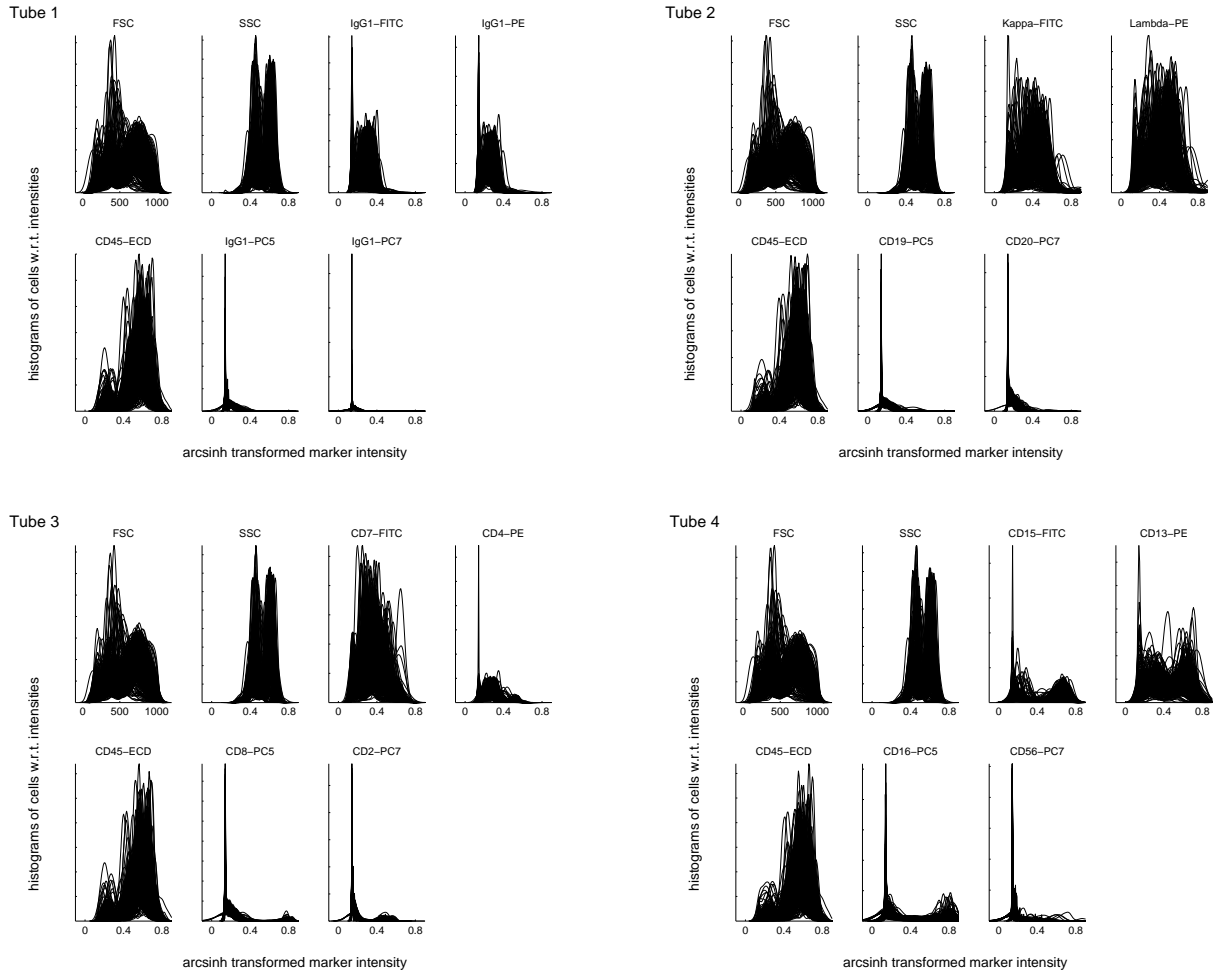 Tube 1
FSC SSC IgG1−FITC IgG1−PE
0 500 1000 0 0.4 0.8 0 0.4 0.8 0 0.4 0.8
CD45−ECD IgG1−PC5 IgG1−PC7
0 0.4 0.8 0 0.4 0.8 0 0.4 0.8
histograms of cells w.r.t. intensities
arcsinh transformed marker intensity
Tube 2
FSC SSC Kappa−FITC Lambda−PE
0 500 1000 0 0.4 0.8 0 0.4 0.8 0 0.4 0.8
CD45−ECD CD19−PC5 CD20−PC7
0 0.4 0.8 0 0.4 0.8 0 0.4 0.8
histograms of cells w.r.t. intensities
arcsinh transformed marker intensity
Tube 3
FSC SSC CD7−FITC CD4−PE
0 500 1000 0 0.4 0.8 0 0.4 0.8 0 0.4 0.8
CD45−ECD CD8−PC5 CD2−PC7
0 0.4 0.8 0 0.4 0.8 0 0.4 0.8
histograms of cells w.r.t. intensities
arcsinh transformed marker intensity
Tube 4
FSC SSC CD15−FITC CD13−PE
0 500 1000 0 0.4 0.8 0 0.4 0.8 0 0.4 0.8
CD45−ECD CD16−PC5 CD56−PC7
0 0.4 0.8 0 0.4 0.8 0 0.4 0.8
histograms of cells w.r.t. intensities
arcsinh transformed marker intensity